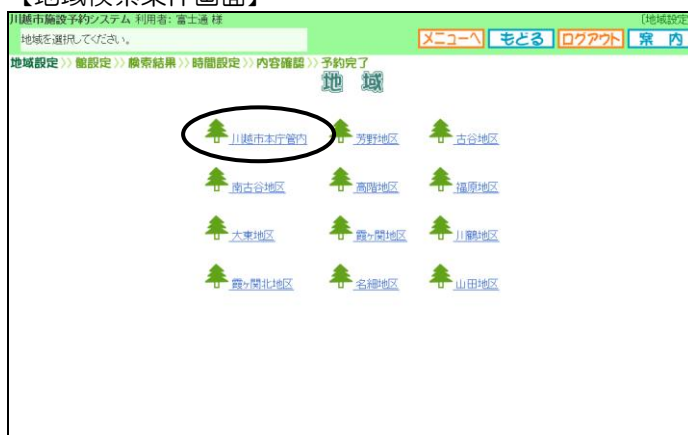 【地域検索条件画面】
川越市施設予約システム 利用者: 富士通 様 [地域設定
地域を選択してください。
メニューへ もどる ログアウト 案 内
地域設定》館設定》検索結果》時間設定》内容確認》予約完了
地 域
川越市本庁管内 芳野地区 古谷地区
南古谷地区 高階地区 福原地区
大東地区 霞ヶ関地区 川鶴地区
霞ヶ関北地区 名細地区 山田地区